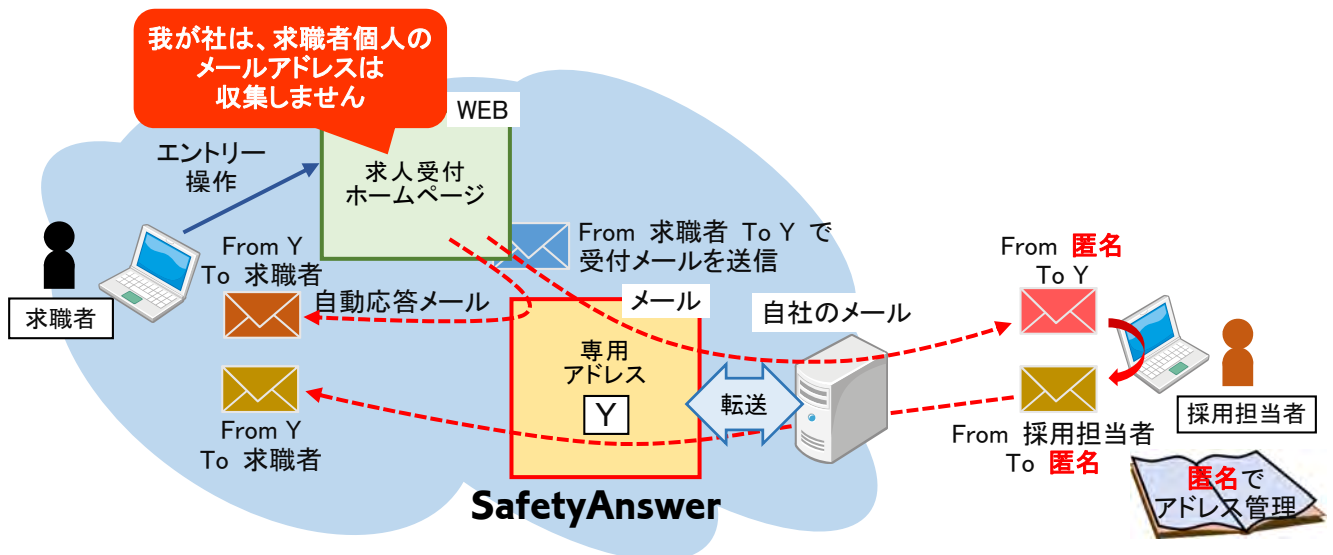 我が社は、求職者個人の
メールアドレスは
収集しません
WEB
エントリー
操作
求人受付
ホームページ
求職者
From Y
To 求職者
自動応答メール
From 求職者 To Y で
受付メールを送信
メール
専用
アドレス
Y
転送
自社のメール
From 匿名
To Y
採用担当者
From Y
To 求職者
From 採用担当者
To 匿名
SafetyAnswer
匿名で
アドレス管理